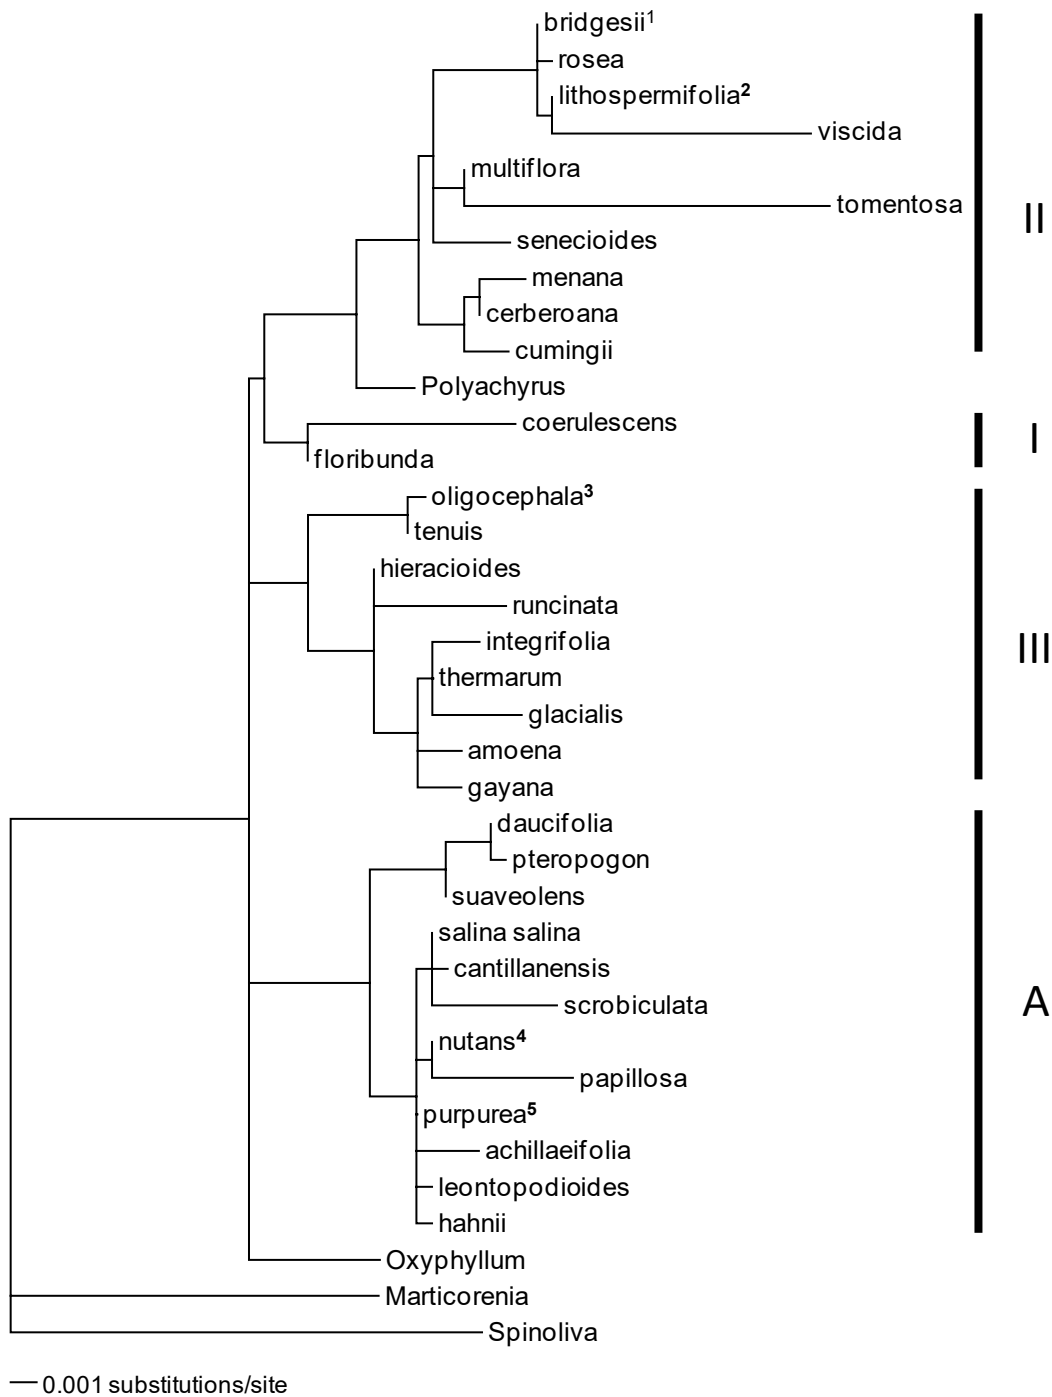 bridgesii¹
rosea
lithospermifolia²
viscida
multiflora
tomentosa
II
senecioides
menana
cerberoana
cumingii
Polyachyrus
coerulescens
I
floribunda
oligocephala³
tenuis
hieracioides
runcinata
integrifolia
III
thermarum
glacialis
amoena
gayana
daucifolia
pteropogon
suaveolens
salina salina
cantillanensis
A
scrobiculata
nutans⁴
papillosa
purpurea⁵
achillaeifolia
leontopodioides
hahnii
Oxyphyllum
Marticorenia
Spinoliva
0.001 substitutions/site